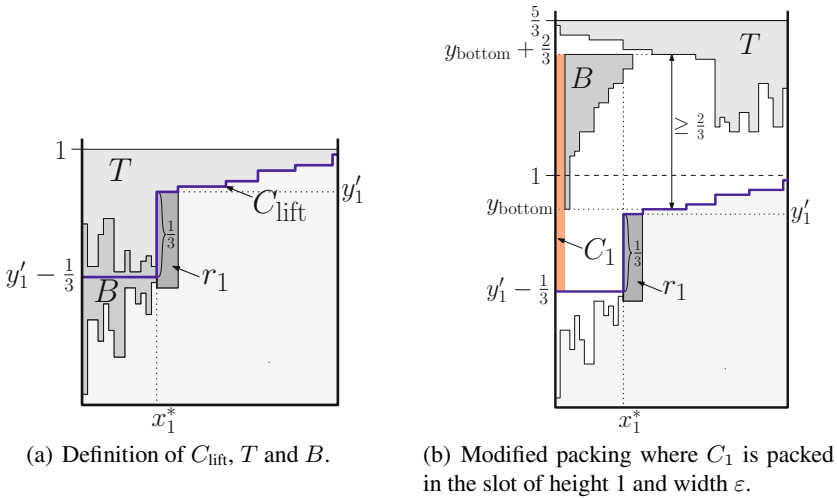 1
T
C_lift
y′₁
y′₁ − 1/3
B
1/3
r₁
x*₁
(a) Definition of C_lift, T and B.
5/3
y_bottom + 2/3
T
B
≥ 2/3
1
y_bottom
C₁
y′₁
y′₁ − 1/3
1/3
r₁
x*₁
(b) Modified packing where C₁ is packed
in the slot of height 1 and width ε.